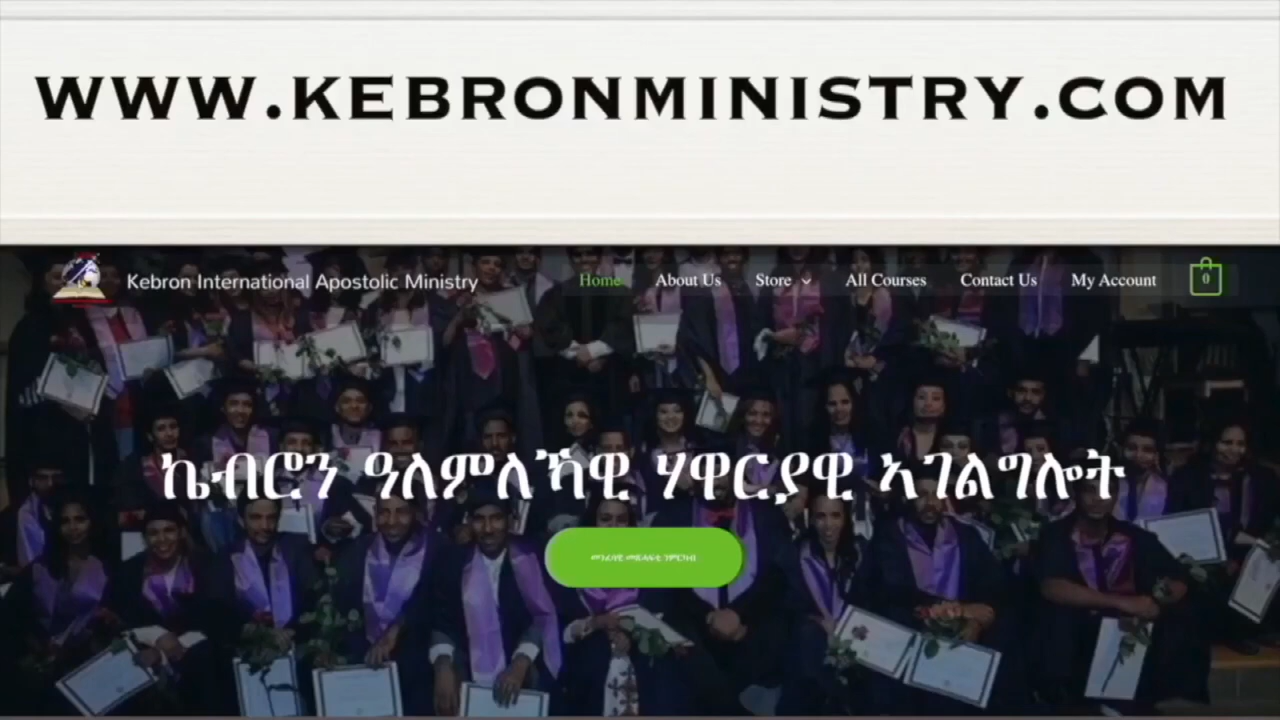 WWW.KEBRONMINISTRY.COM
Kebron International Apostolic Ministry
Home About Us Store All Courses Contact Us My Account 0
ኬብሮን ዓለምለኻዊ ሃዋርያዊ ኣገልግሎት